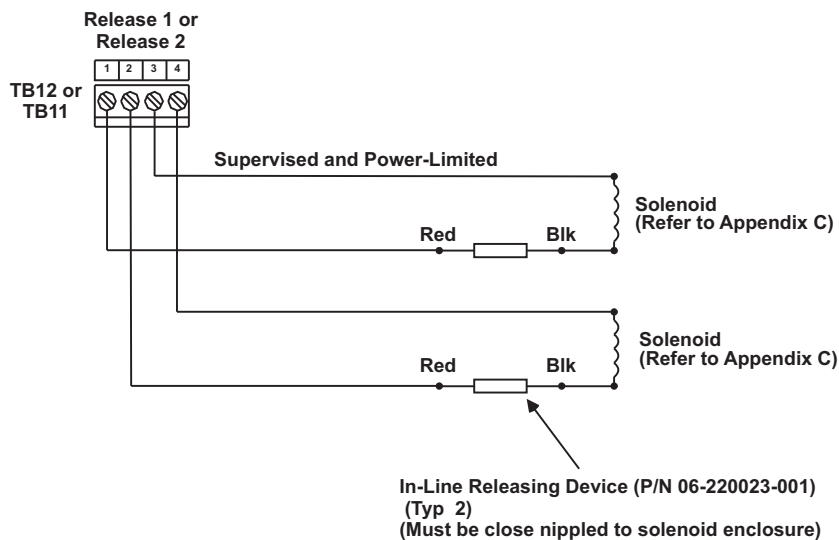 Release 1 or
Release 2
1 2 3 4
TB12 or
TB11
Supervised and Power-Limited
Solenoid
(Refer to Appendix C)
Red
Blk
Solenoid
(Refer to Appendix C)
Red
Blk
In-Line Releasing Device (P/N 06-220023-001)
(Typ 2)
(Must be close nippled to solenoid enclosure)